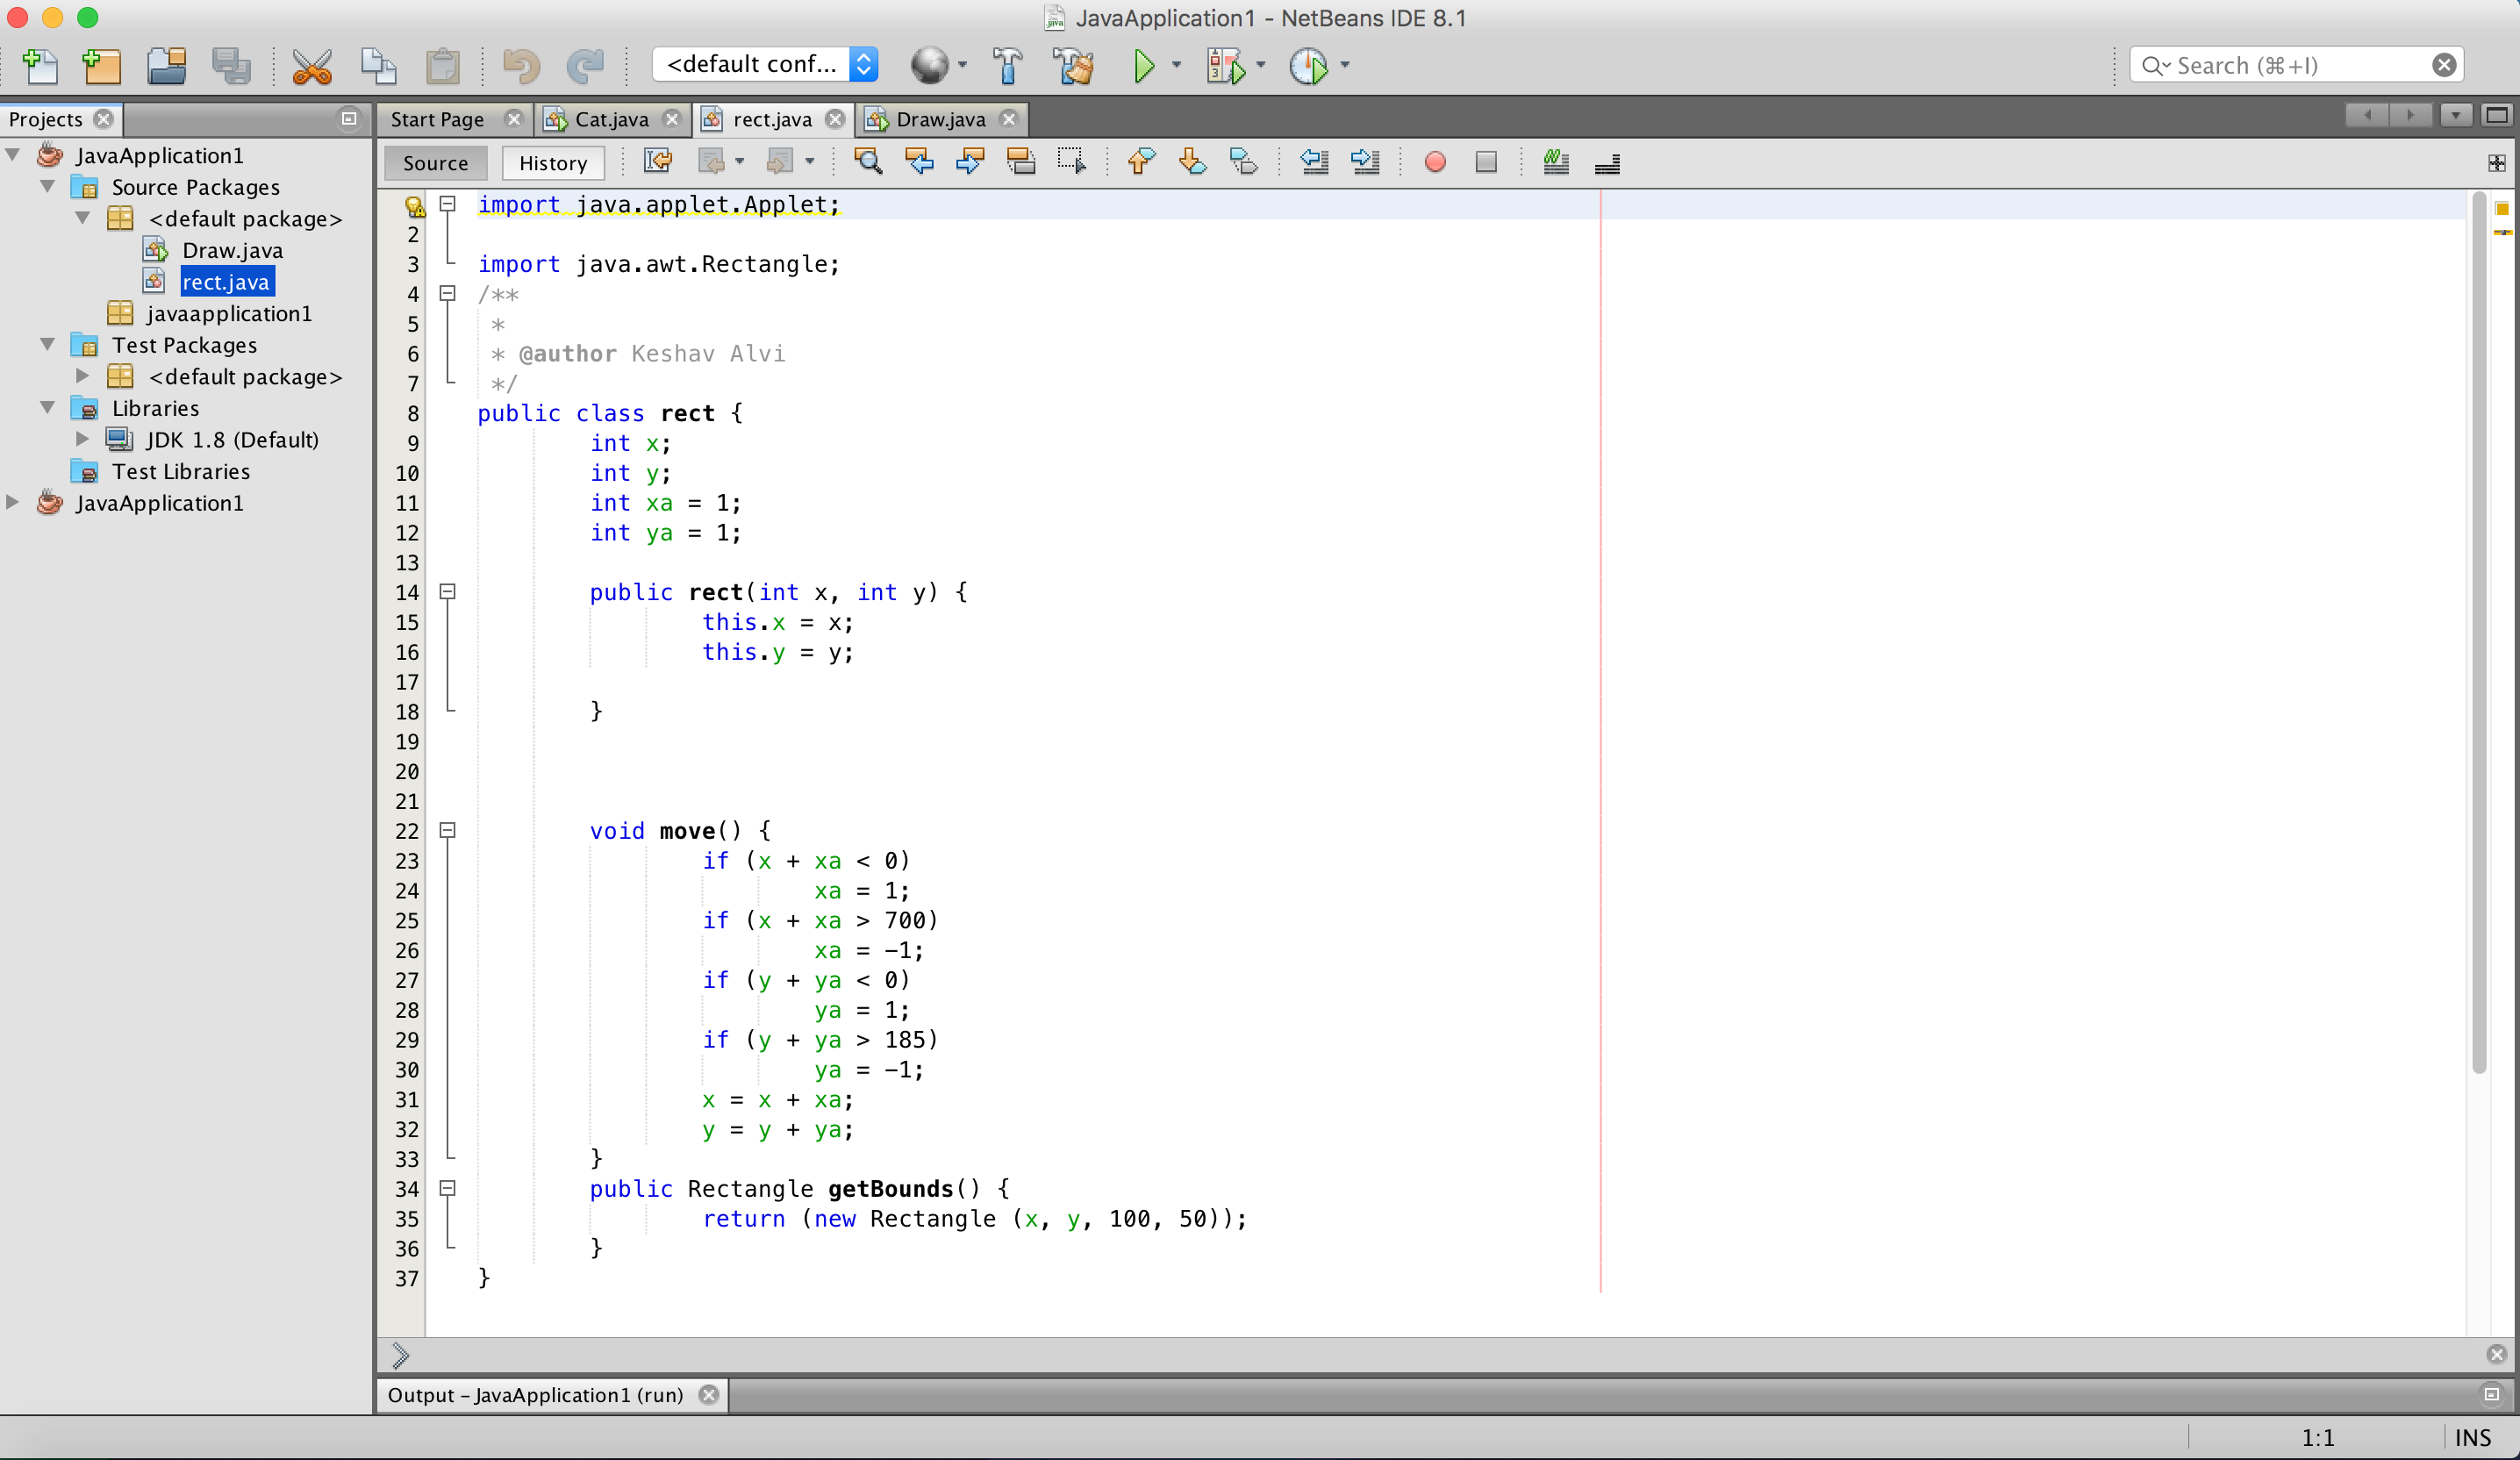 JavaApplication1 - NetBeans IDE 8.1
<default conf...
Search (⌘+I)
Projects
Start Page
Cat.java
rect.java
Draw.java
JavaApplication1
Source Packages
<default package>
Draw.java
rect.java
javaapplication1
Test Packages
<default package>
Libraries
JDK 1.8 (Default)
Test Libraries
JavaApplication1
Source
History
import java.applet.Applet;
2
3 import java.awt.Rectangle;
4 /**
5 *
6 * @author Keshav Alvi
7 */
8 public class rect {
9 int x;
10 int y;
11 int xa = 1;
12 int ya = 1;
13
14 public rect(int x, int y) {
15 this.x = x;
16 this.y = y;
17
18 }
19
20
21
22 void move() {
23 if (x + xa < 0)
24 xa = 1;
25 if (x + xa > 700)
26 xa = -1;
27 if (y + ya < 0)
28 ya = 1;
29 if (y + ya > 185)
30 ya = -1;
31 x = x + xa;
32 y = y + ya;
33 }
34 public Rectangle getBounds() {
35 return (new Rectangle (x, y, 100, 50));
36 }
37 }
Output - JavaApplication1 (run)
1:1
INS